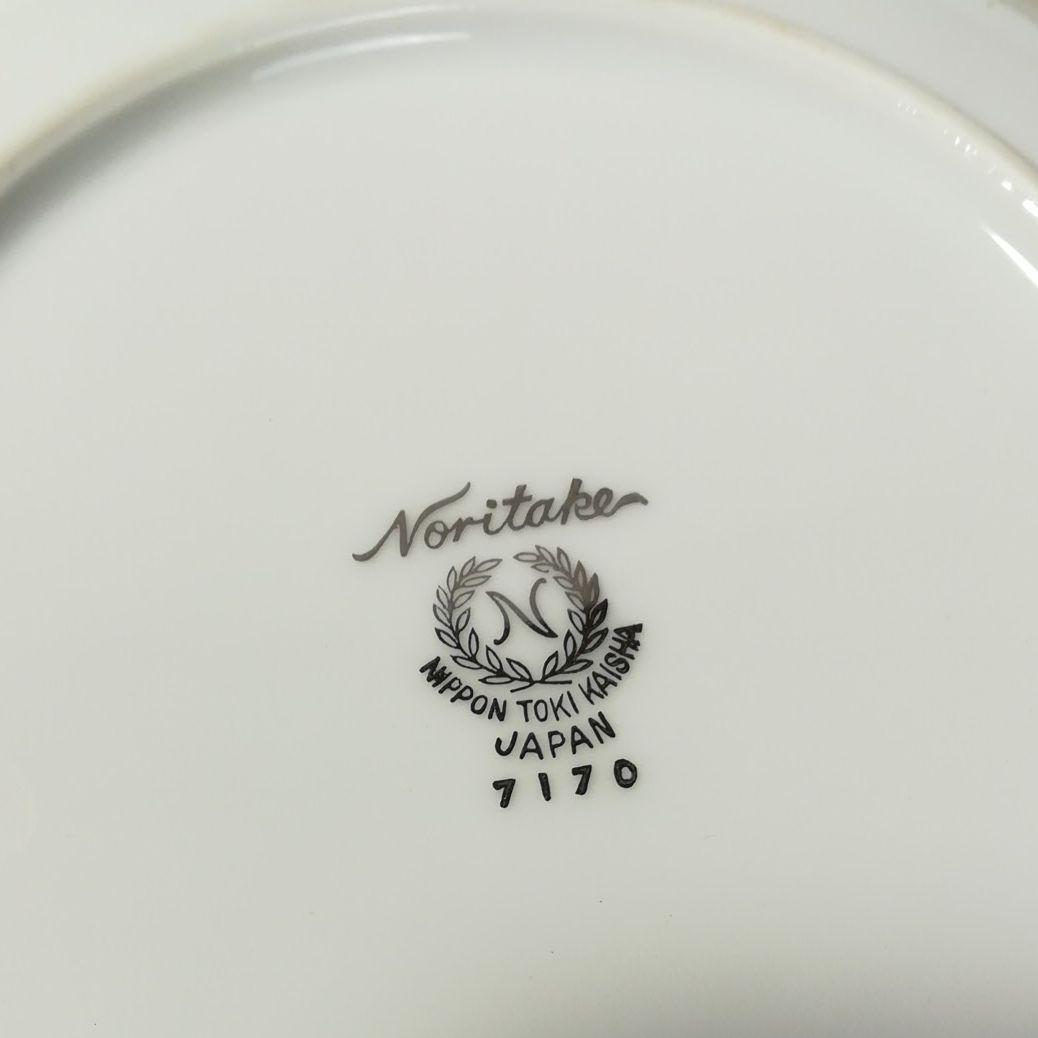 Noritake
N
NIPPON TOKI KAISHA
JAPAN
7170